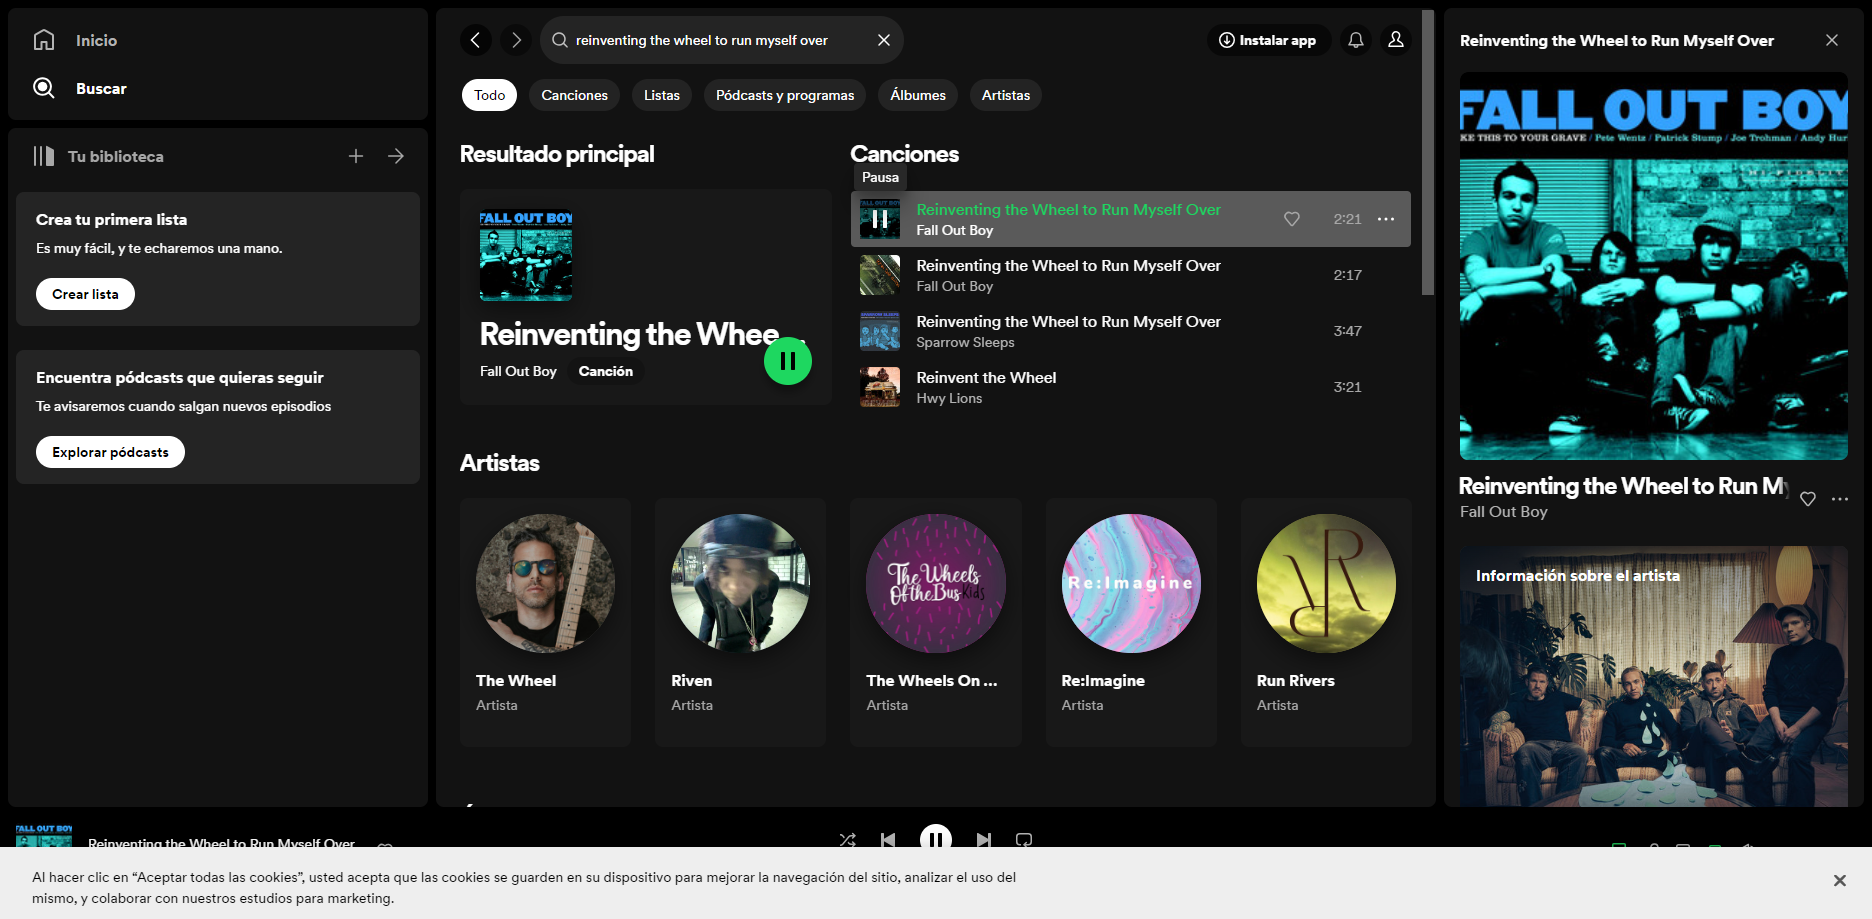 Inicio
Buscar
Tu biblioteca
Crea tu primera lista
Es muy fácil, y te echaremos una mano.
Crear lista
Encuentra pódcasts que quieras seguir
Te avisaremos cuando salgan nuevos episodios
Explorar pódcasts
reinventing the wheel to run myself over
Instalar app
Todo
Canciones
Listas
Pódcasts y programas
Álbumes
Artistas
Resultado principal
FALL OUT BOY
Reinventing the Whee...
Fall Out Boy
Canción
Canciones
Pausa
Reinventing the Wheel to Run Myself Over
Fall Out Boy
2:21
Reinventing the Wheel to Run Myself Over
Fall Out Boy
2:17
Reinventing the Wheel to Run Myself Over
Sparrow Sleeps
3:47
Reinvent the Wheel
Hwy Lions
3:21
Artistas
The Wheel
Artista
Riven
Artista
The Wheels
Of the Bus Kids
The Wheels On ...
Artista
Re:Imagine
Re:Imagine
Artista
RR
Run Rivers
Artista
Reinventing the Wheel to Run Myself Over
FALL OUT BOY
KE THIS TO YOUR GRAVE / Pete Wentz / Patrick Stump / Joe Trohman / Andy Hur
Reinventing the Wheel to Run M
Fall Out Boy
Información sobre el artista
FALL OUT BOY
Reinventing the Wheel to Run Myself Over
Al hacer clic en “Aceptar todas las cookies”, usted acepta que las cookies se guarden en su dispositivo para mejorar la navegación del sitio, analizar el uso del
mismo, y colaborar con nuestros estudios para marketing.